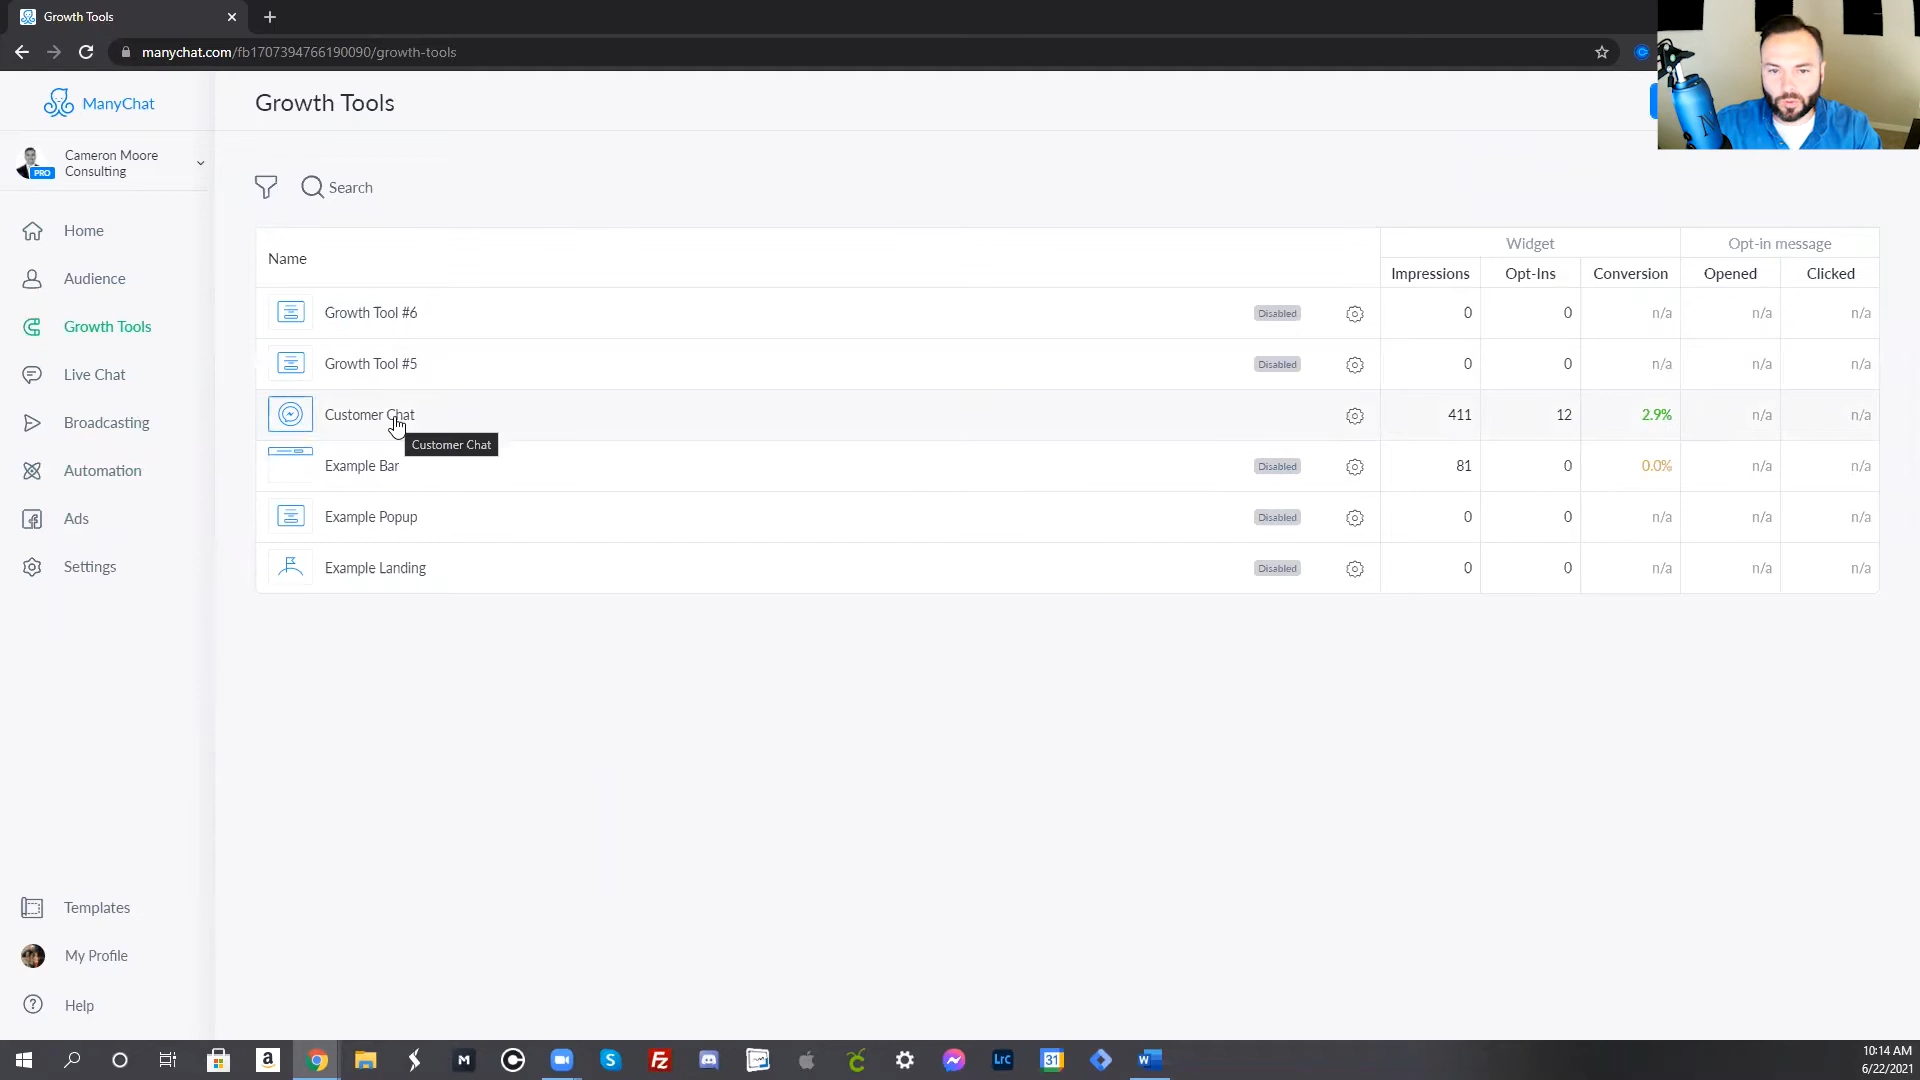 Growth Tools
manychat.com/fb1707394766190090/growth-tools
ManyChat
Growth Tools
Cameron Moore
Consulting
PRO
Search
Home
Audience
Growth Tools
Live Chat
Broadcasting
Automation
Ads
Settings
Templates
My Profile
Help
Widget
Opt-in message
Name
Impressions
Opt-Ins
Conversion
Opened
Clicked
Growth Tool #6 Disabled 0 0 n/a n/a n/a
Growth Tool #5 Disabled 0 0 n/a n/a n/a
Customer Chat 411 12 2.9% n/a n/a
Customer Chat
Example Bar Disabled 81 0 0.0% n/a n/a
Example Popup Disabled 0 0 n/a n/a n/a
Example Landing Disabled 0 0 n/a n/a n/a
a
M
C
S
Fz
Lrc
31
W
10:14 AM
6/22/2021